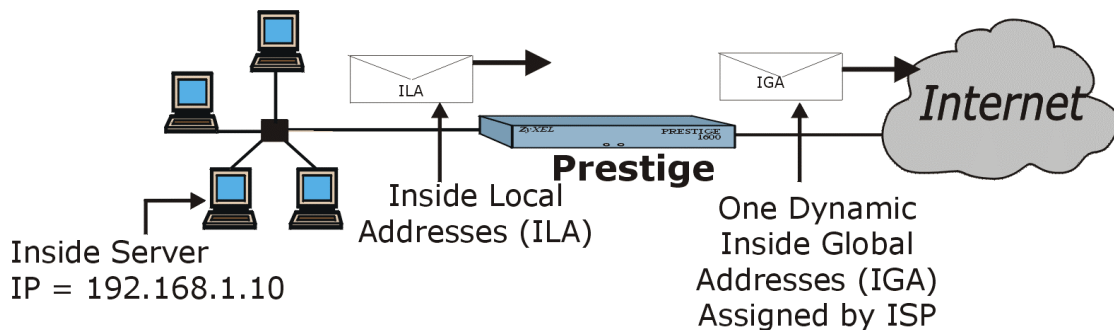 ILA
IGA
Internet
ZyXEL
PRESTIGE
1600
Prestige
Inside Local
Addresses (ILA)
One Dynamic
Inside Global
Addresses (IGA)
Assigned by ISP
Inside Server
IP = 192.168.1.10